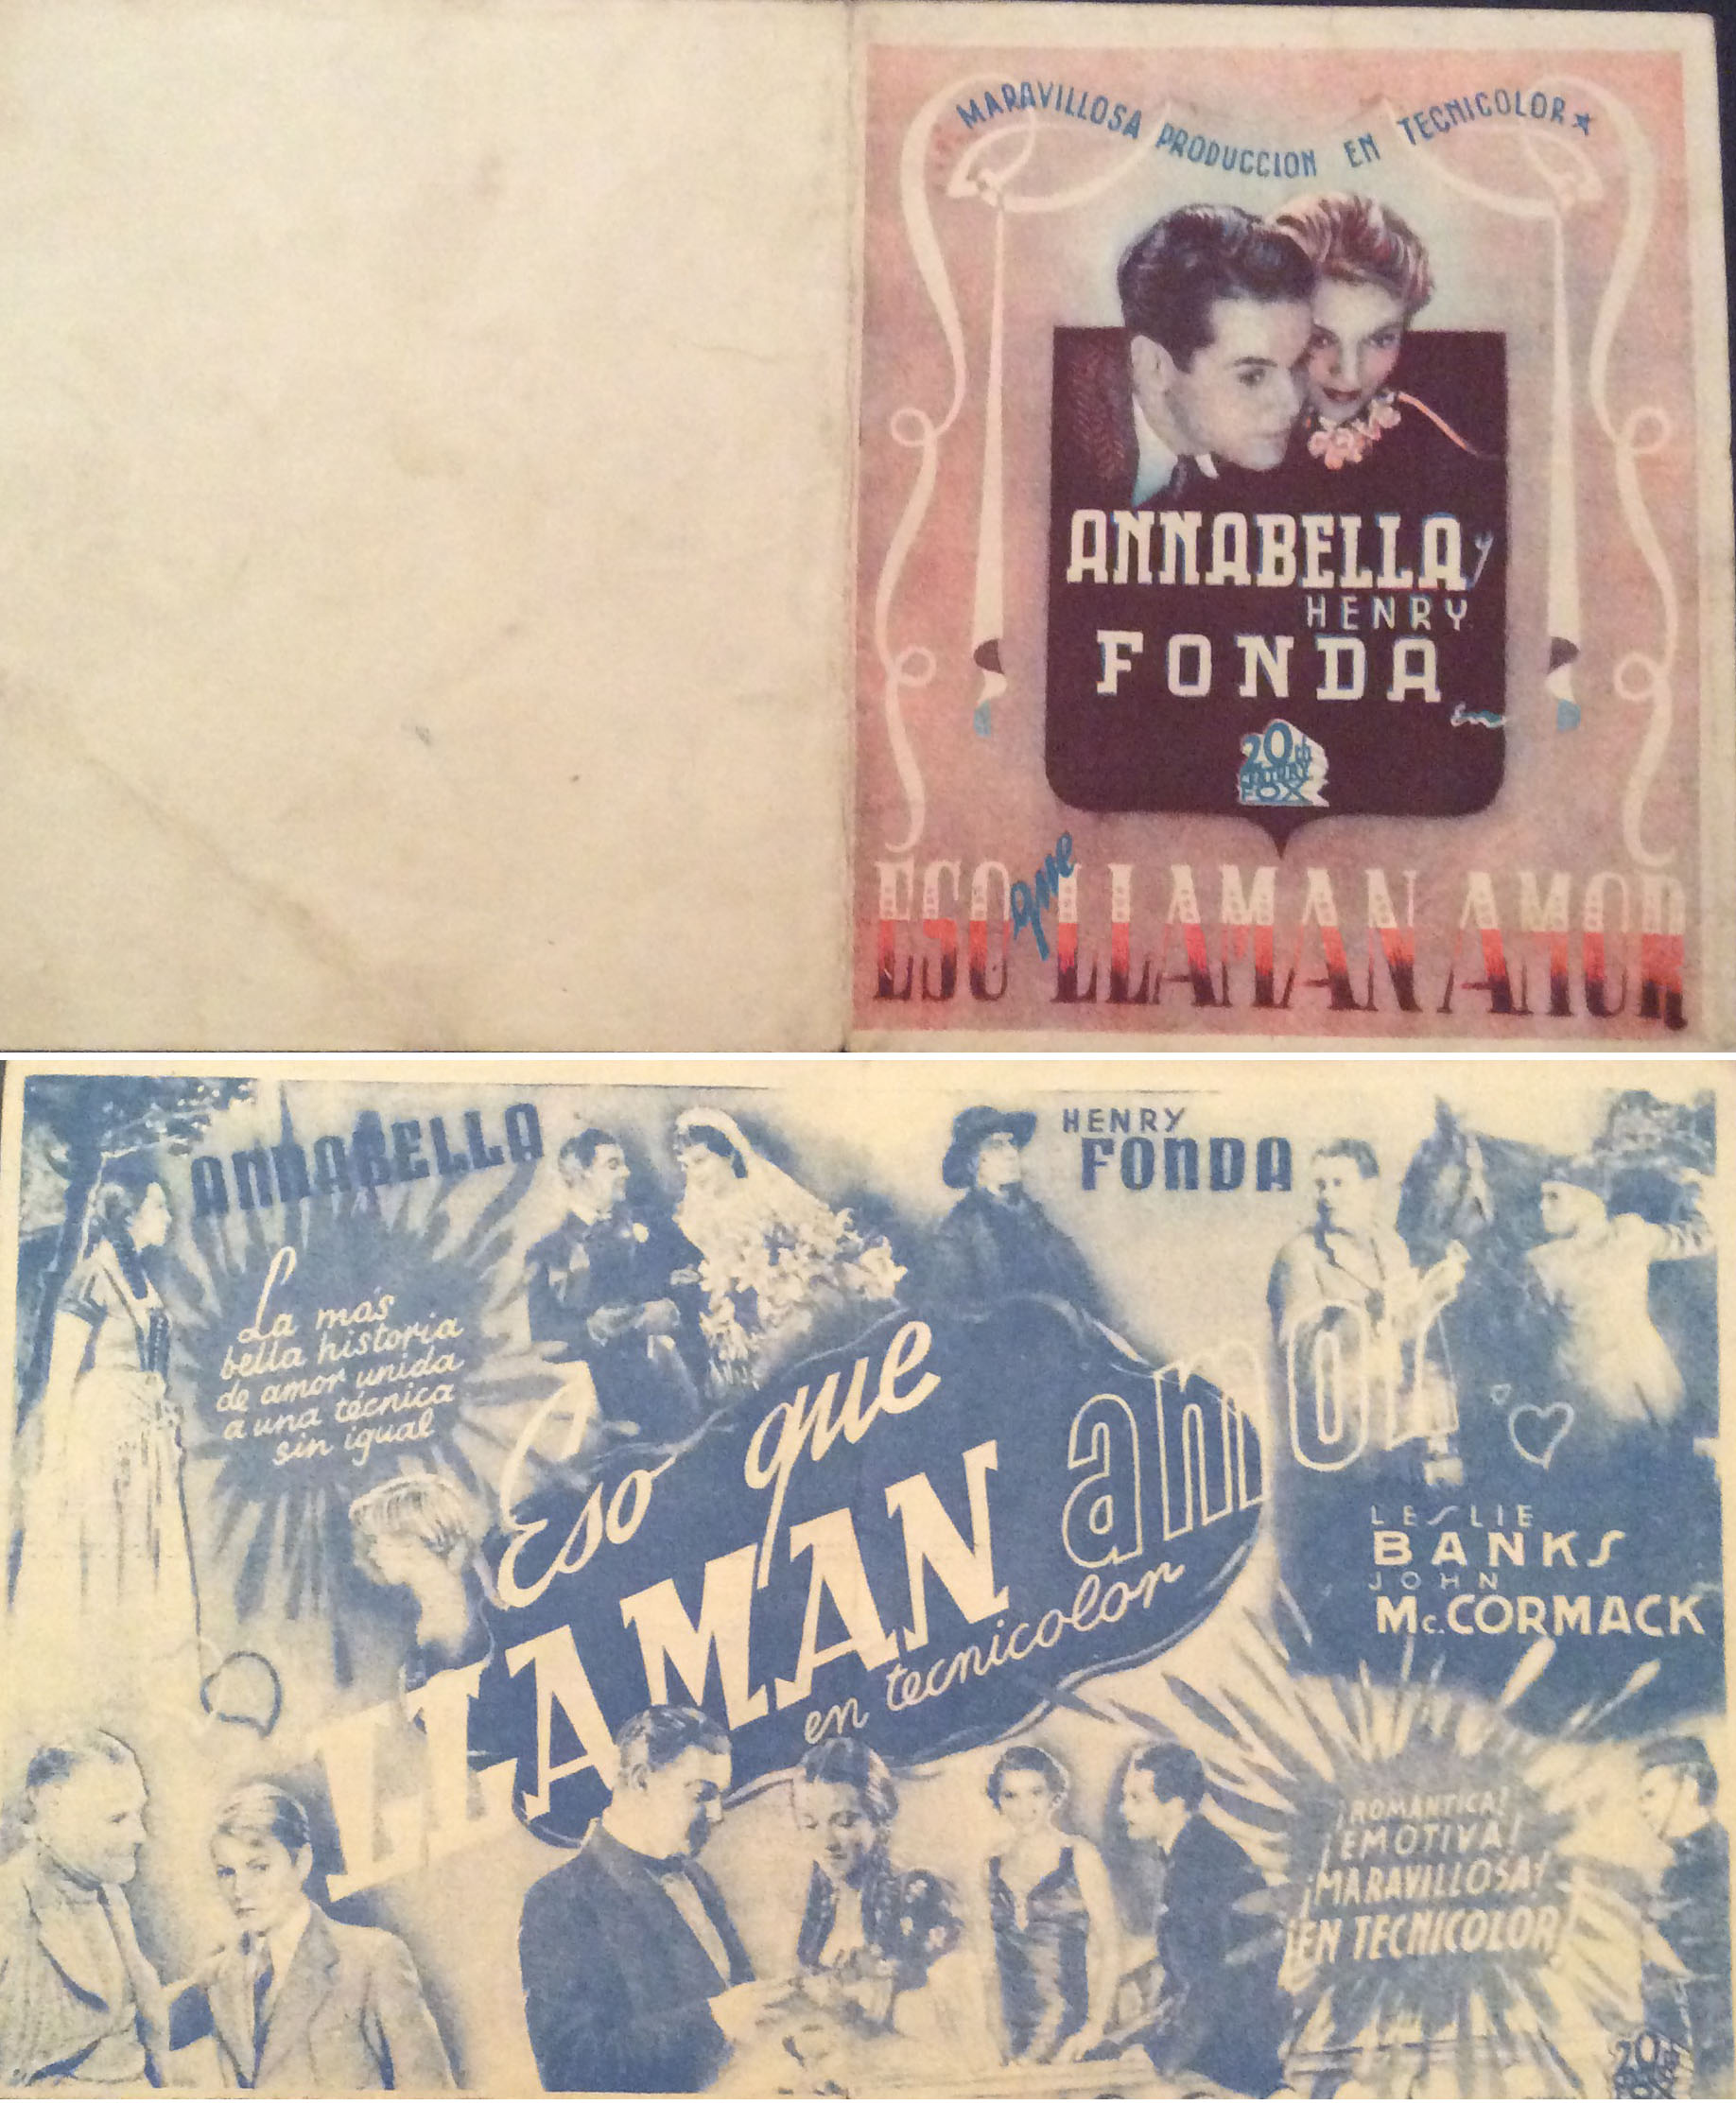 MARAVILLOSA PRODUCCION EN TECNICOLOR
ANNABELLA y
HENRY
FONDA
En
20th
CENTURY
FOX
ESO que LLAMAN AMOR
ANNABELLA
HENRY
FONDA
La más
bella historia
de amor unida
a una técnica
sin igual
Eso que
LLAMAN amor
en tecnicolor
LESLIE
BANKS
JOHN
Mc.CORMACK
¡ROMANTICA!
¡EMOTIVA!
¡MARAVILLOSA!
¡EN TECNICOLOR!
20
FOX